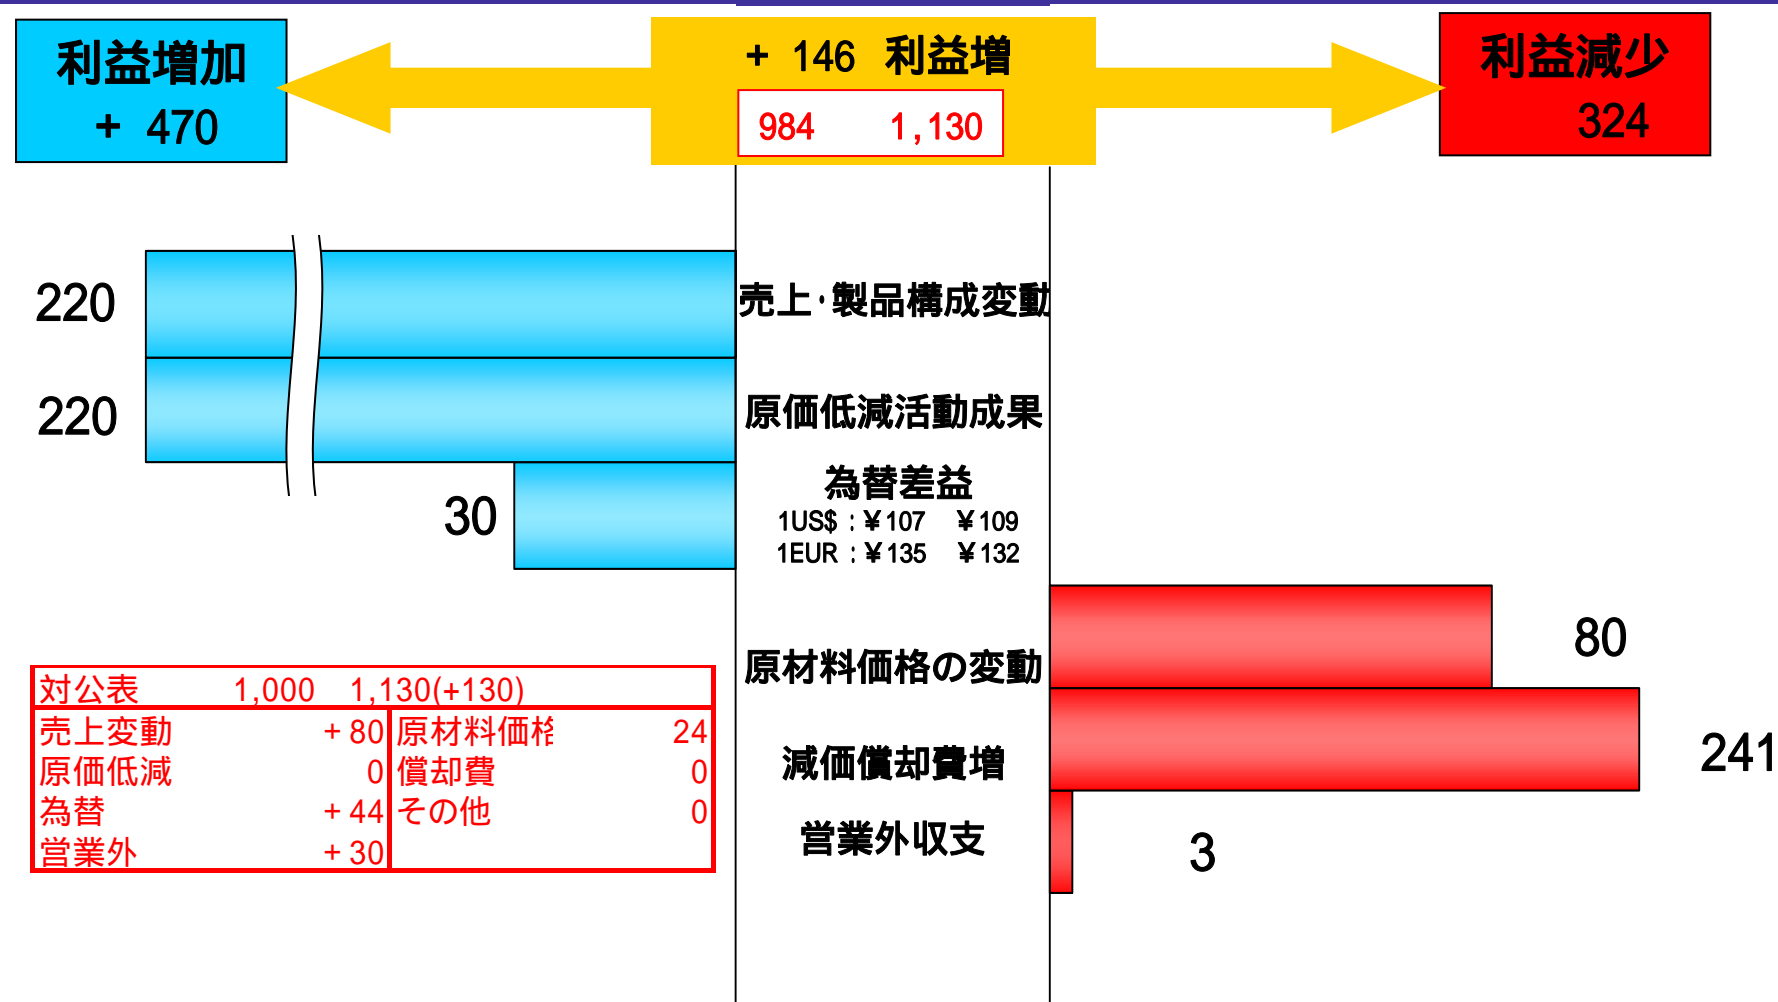 利益増加
+ 470
+ 146 利益増
984 1,130
利益減少
324
220
売上・製品構成変動
220
原価低減活動成果
30
為替差益
1US$ : ¥107 ¥109
1EUR : ¥135 ¥132
80
原材料価格の変動
減価償却費増
241
営業外収支
3
対公表 1,000 1,130(+130)
売上変動 +80 原材料価格 24
原価低減 0 償却費 0
為替 +44 その他 0
営業外 +30